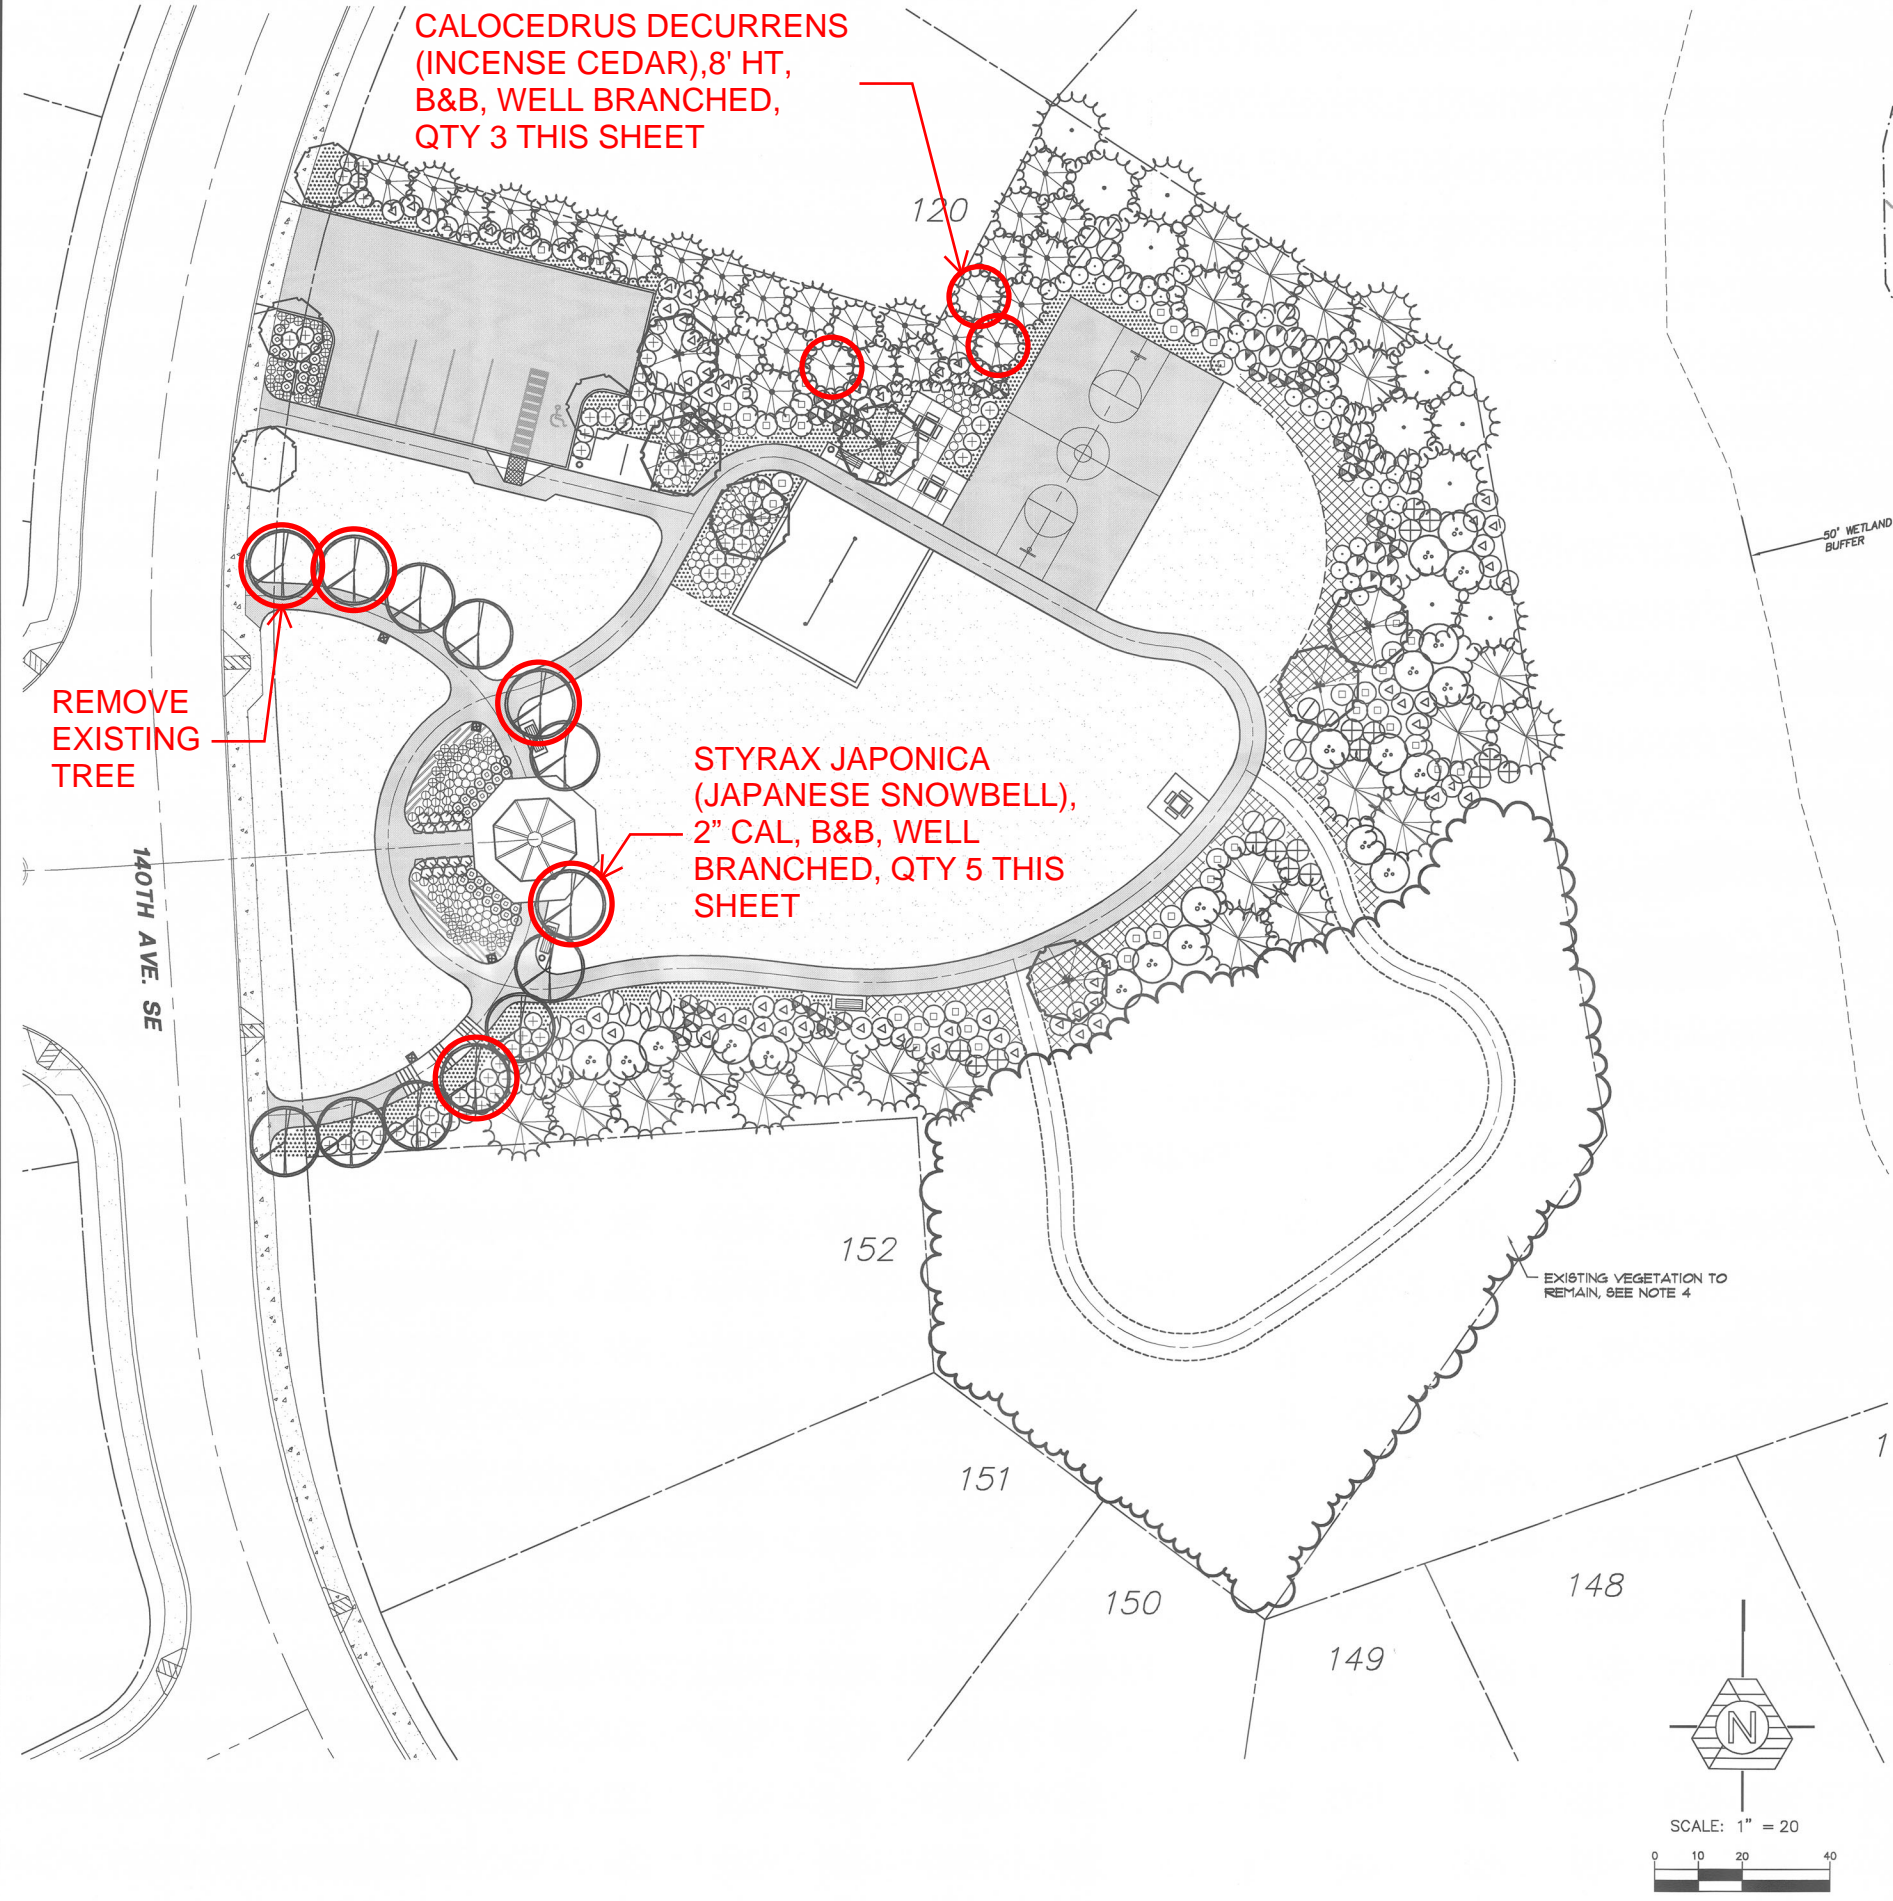 CALOCEDRUS DECURRENS
(INCENSE CEDAR),8' HT,
B&B, WELL BRANCHED,
QTY 3 THIS SHEET
120
50' WETLAND
BUFFER
REMOVE
EXISTING
TREE
STYRAX JAPONICA
(JAPANESE SNOWBELL),
2” CAL, B&B, WELL
BRANCHED, QTY 5 THIS
SHEET
140TH AVE. SE
152
EXISTING VEGETATION TO
REMAIN, SEE NOTE 4
151
1
150
148
149
N
SCALE: 1" = 20
0 10 20 40